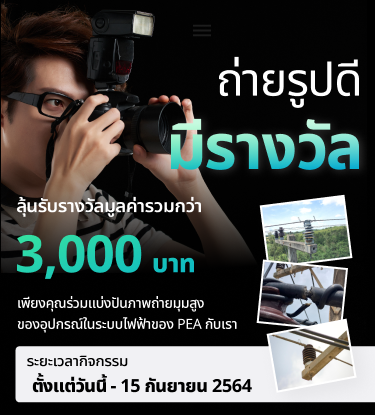 ถ่ายรูปดี
มีรางวัล
ลุ้นรับรางวัลมูลค่ารวมกว่า
3,000 บาท
เพียงคุณร่วมแบ่งปันภาพถ่ายมุมสูง
ของอุปกรณ์ในระบบไฟฟ้าของ PEA กับเรา
ระยะเวลากิจกรรม
ตั้งแต่วันนี้ - 15 กันยายน 2564